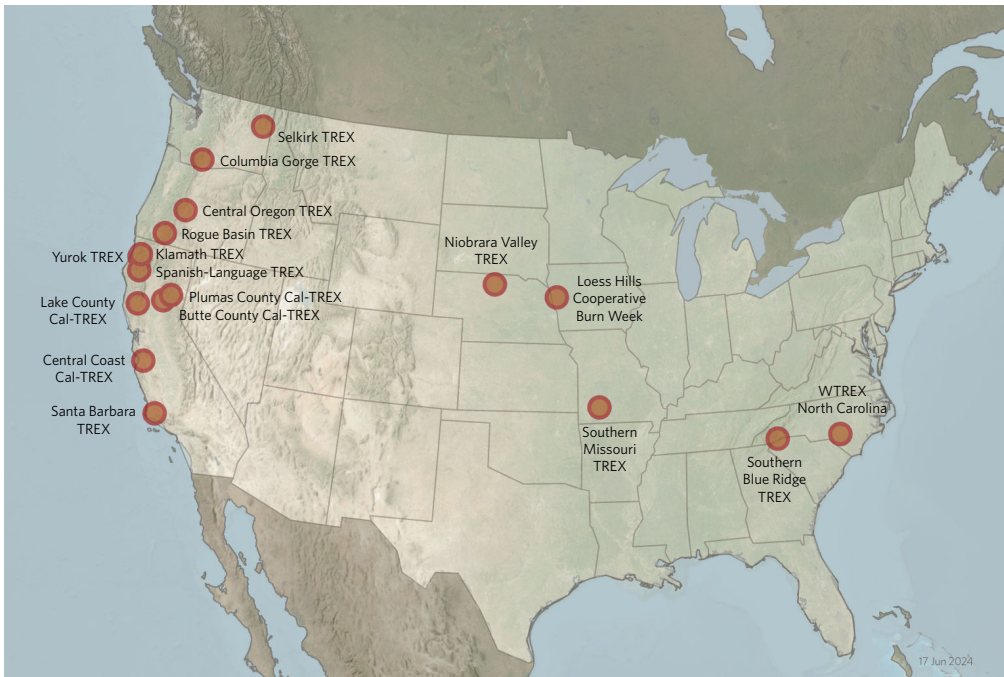 Selkirk TREX
Columbia Gorge TREX
Central Oregon TREX
Rogue Basin TREX
Yurok TREX
Klamath TREX
Spanish-Language TREX
Lake County
Cal-TREX
Plumas County Cal-TREX
Butte County Cal-TREX
Central Coast
Cal-TREX
Santa Barbara
TREX
Niobrara Valley
TREX
Loess Hills
Cooperative
Burn Week
Southern
Missouri
TREX
WTREX
North Carolina
Southern
Blue Ridge
TREX
17 Jun 2024